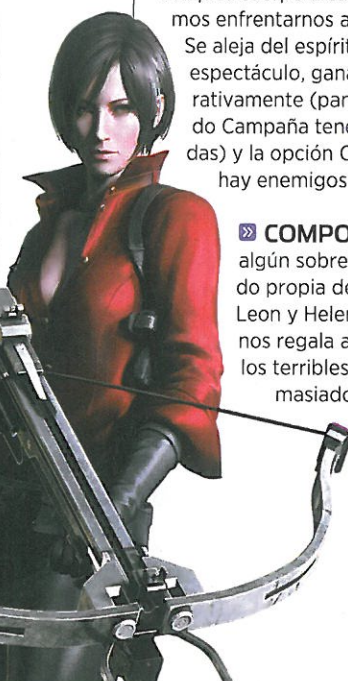 mos enfrentarnos a
Se aleja del espírit
espectáculo, gana
rativamente (par
do Campaña tene
das) y la opción C
hay enemigos
COMPO
algún sobre
do propia de
Leon y Helen
nos regala a
los terribles
masiado